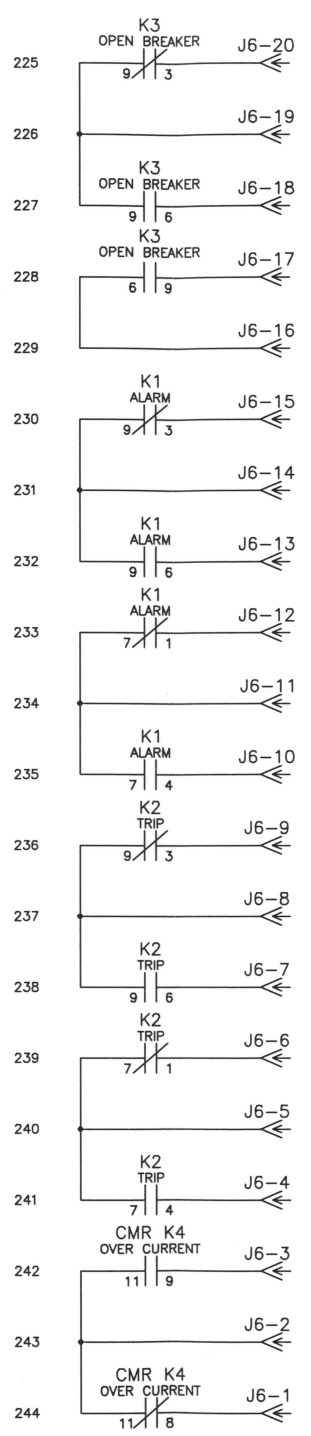 K3
OPEN BREAKER
J6-20
225
9 3
J6-19
226
K3
OPEN BREAKER
J6-18
227
9 6
K3
OPEN BREAKER
J6-17
228
6 9
J6-16
229
K1
ALARM
J6-15
230
9 3
J6-14
231
K1
ALARM
J6-13
232
9 6
K1
ALARM
J6-12
233
7 1
J6-11
234
K1
ALARM
J6-10
235
7 4
K2
TRIP
J6-9
236
9 3
J6-8
237
K2
TRIP
J6-7
238
9 6
K2
TRIP
J6-6
239
7 1
J6-5
240
K2
TRIP
J6-4
241
7 4
CMR K4
OVER CURRENT
J6-3
242
11 9
J6-2
243
CMR K4
OVER CURRENT
J6-1
244
11 8